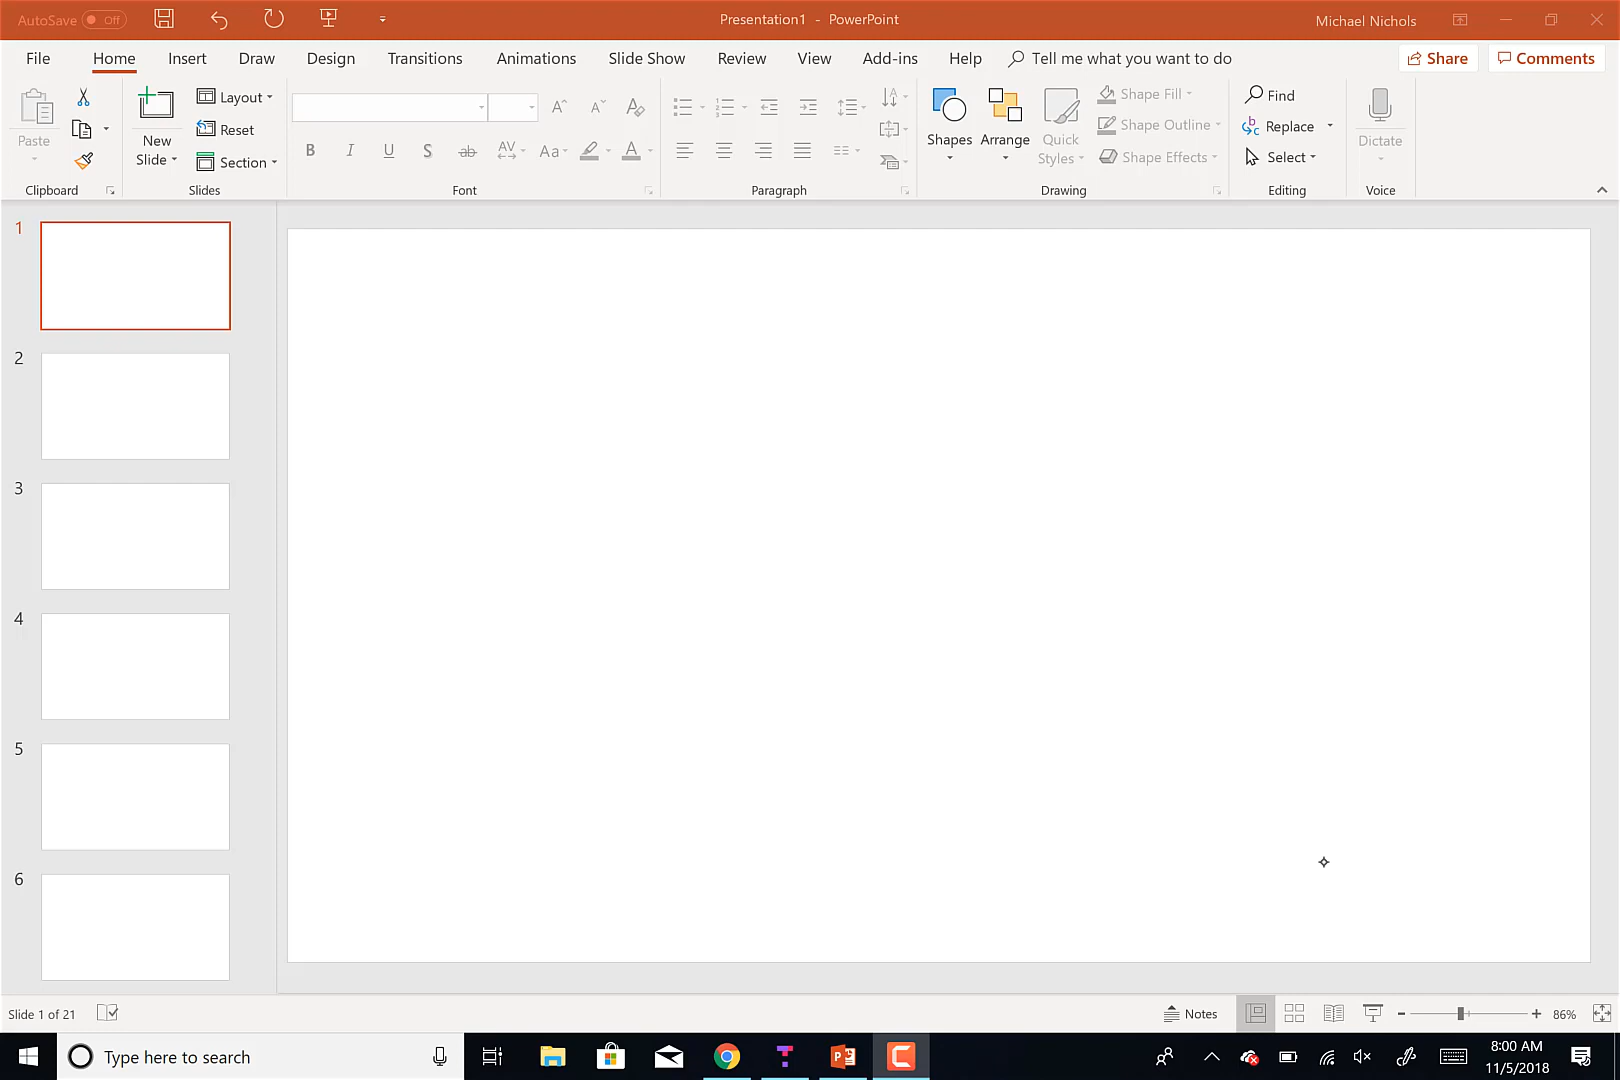 AutoSave Off
Presentation1 - PowerPoint
Michael Nichols
File Home Insert Draw Design Transitions Animations Slide Show Review View Add-ins Help Tell me what you want to do Share Comments
Paste
New
Slide
Layout
Reset
Section
B I U S ab AV Aa A
Shapes Arrange
Quick
Styles
Shape Fill
Shape Outline
Shape Effects
Find
Replace
Select
Dictate
Clipboard Slides Font Paragraph Drawing Editing Voice
1
2
3
4
5
6
Slide 1 of 21
Notes
86%
Type here to search
8:00 AM
11/5/2018